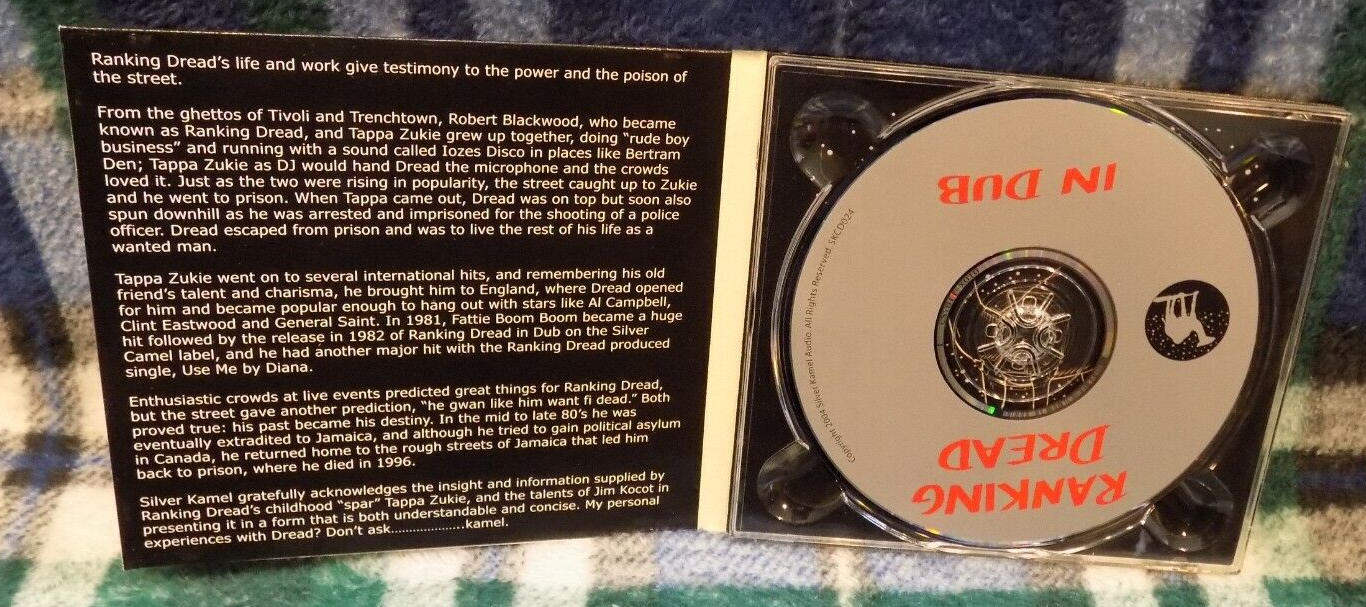 Ranking Dread's life and work give testimony to the power and the poison of
the street.
From the ghettos of Tivoli and Trenchtown, Robert Blackwood, who became
known as Ranking Dread, and Tappa Zukie grew up together, doing "rude boy
business" and running with a sound called Iozes Disco in places like Bertram
Den; Tappa Zukie as DJ would hand Dread the microphone and the crowds
loved it. Just as the two were rising in popularity, the street caught up to Zukie
and he went to prison. When Tappa came out, Dread was on top but soon also
spun downhill as he was arrested and imprisoned for the shooting of a police
officer. Dread escaped from prison and was to live the rest of his life as a
wanted man.
Tappa Zukie went on to several international hits, and remembering his old
friend's talent and charisma, he brought him to England, where Dread opened
for him and became popular enough to hang out with stars like Al Campbell,
Clint Eastwood and General Saint. In 1981, Fattie Boom Boom became a huge
hit followed by the release in 1982 of Ranking Dread in Dub on the Silver
Camel label, and he had another major hit with the Ranking Dread produced
single, Use Me by Diana.
Enthusiastic crowds at live events predicted great things for Ranking Dread,
but the street gave another prediction, "he gwan like him want fi dead." Both
proved true: his past became his destiny. In the mid to late 80's he was
eventually extradited to Jamaica, and although he tried to gain political asylum
in Canada, he returned home to the rough streets of Jamaica that led him
back to prison, where he died in 1996.
Silver Kamel gratefully acknowledges the insight and information supplied by
Ranking Dread's childhood "spar" Tappa Zukie, and the talents of Jim Kocot in
presenting it in a form that is both understandable and concise. My personal
experiences with Dread? Don't ask...................kamel.
RANKING
DREAD
IN DUB
Copyright 2004 Silver Kamel Audio. All Rights Reserved. SKCD024